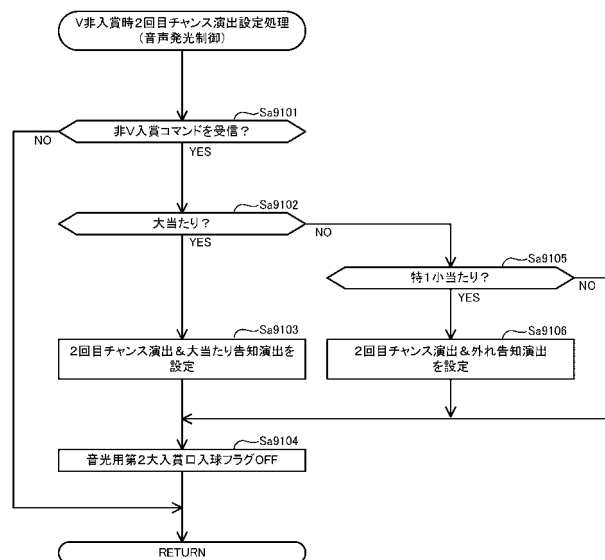 V非入賞時2回目チャンス演出設定処理
(音声発光制御)
Sa9101
非V入賞コマンドを受信？
NO
YES
Sa9102
大当たり？
NO
YES
Sa9105
特1小当たり？
NO
YES
Sa9103
2回目チャンス演出＆大当たり告知演出を
設定
Sa9106
2回目チャンス演出＆外れ告知演出
を設定
Sa9104
音光用第2大入賞口入球フラグOFF
RETURN